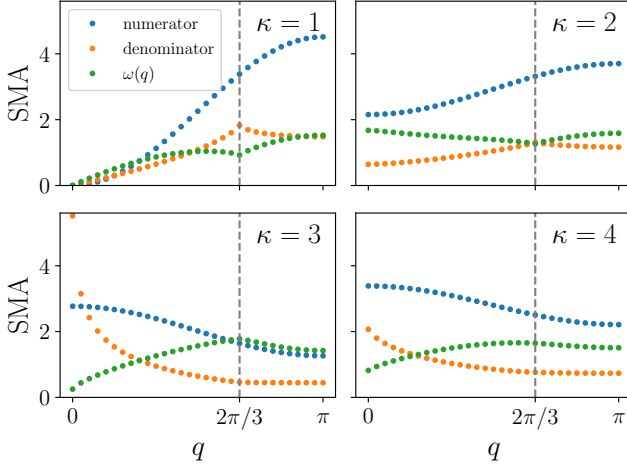 κ = 1
κ = 2
numerator
denominator
ω(q)
SMA
4
2
0
SMA
4
2
0
κ = 3
κ = 4
0
2π/3
π
0
2π/3
π
q
q